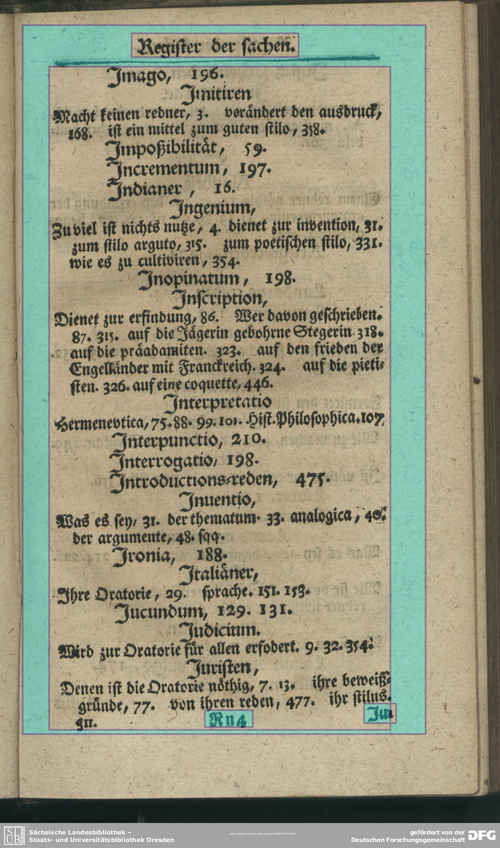 Register der sachen.
Imago, 196.
Imitiren
Macht keinen redner, 3. verändert den ausdruck,
168. ist ein mittel zum guten stilo, 358.
Impoßibilität, 59.
Incrementum, 197.
Indianer, 16.
Ingenium,
Zu viel ist nichts nutze, 4. dienet zur invention, 31.
zum stilo arguto, 315. zum poetischen stilo, 331.
wie es zu cultiviren, 354.
Inopinatum, 198.
Inscription,
Dienet zur erfindung, 86. Wer davon geschrieben.
87. 315. auf die Jägerin gebohrne Stegerin 318.
auf die präadamiten. 323. auf den frieden der
Engelländer mit Franckreich. 324. auf die pieti-
sten. 326. auf eine coquette, 446.
Interpretatio
Hermenevtica, 75. 88. 99. 101. Hist. Philosophica. 107
Interpunctio, 210.
Interrogatio, 198.
Introductions-reden, 475.
Inventio,
Was es sey, 31. der thematum. 33. analogica, 40.
der argumente, 48. sqq.
Ironia, 188.
Italiäner,
Ihre Oratorie, 29. sprache. 151. 153.
Jucundum, 129. 131.
Judicium.
Wird zur Oratorie für allen erfodert. 9. 32. 354.
Juristen,
Denen ist die Oratorie nöthig, 7. 13. ihre beweiß-
gründe, 77. von ihren reden, 477. ihr stilus.
311.
Nn 4
Sächsische Landesbibliothek –
Staats- und Universitätsbibliothek Dresden
gefördert von der
Deutschen Forschungsgemeinschaft
DFG